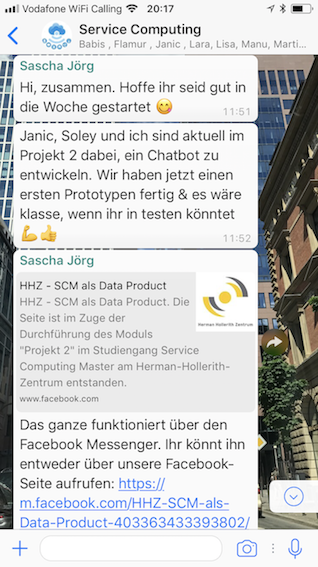 Vodafone WiFi Calling 20:17
Service Computing
Babis , Flamur , Janic , Lara, Lisa, Manu, Marti...
Sascha Jörg
Hi, zusammen. Hoffe ihr seid gut in
die Woche gestartet 😋
11:51
Janic, Soley und ich sind aktuell im
Projekt 2 dabei, ein Chatbot zu
entwickeln. Wir haben jetzt einen
ersten Prototypen fertig & es wäre
klasse, wenn ihr in testen könntet
💪👍
11:52
Sascha Jörg
HHZ - SCM als Data Product
HHZ - SCM als Data Product. Die
Seite ist im Zuge der
Durchführung des Moduls
"Projekt 2" im Studiengang Service
Computing Master am Herman-Hollerith-
Zentrum entstanden.
www.facebook.com
Herman Hollerith Zentrum
Das ganze funktioniert über den
Facebook Messenger. Ihr könnt ihn
entweder über unsere Facebook-
Seite aufrufen: https://
m.facebook.com/HHZ-SCM-als-
Data-Product-403363433393802/